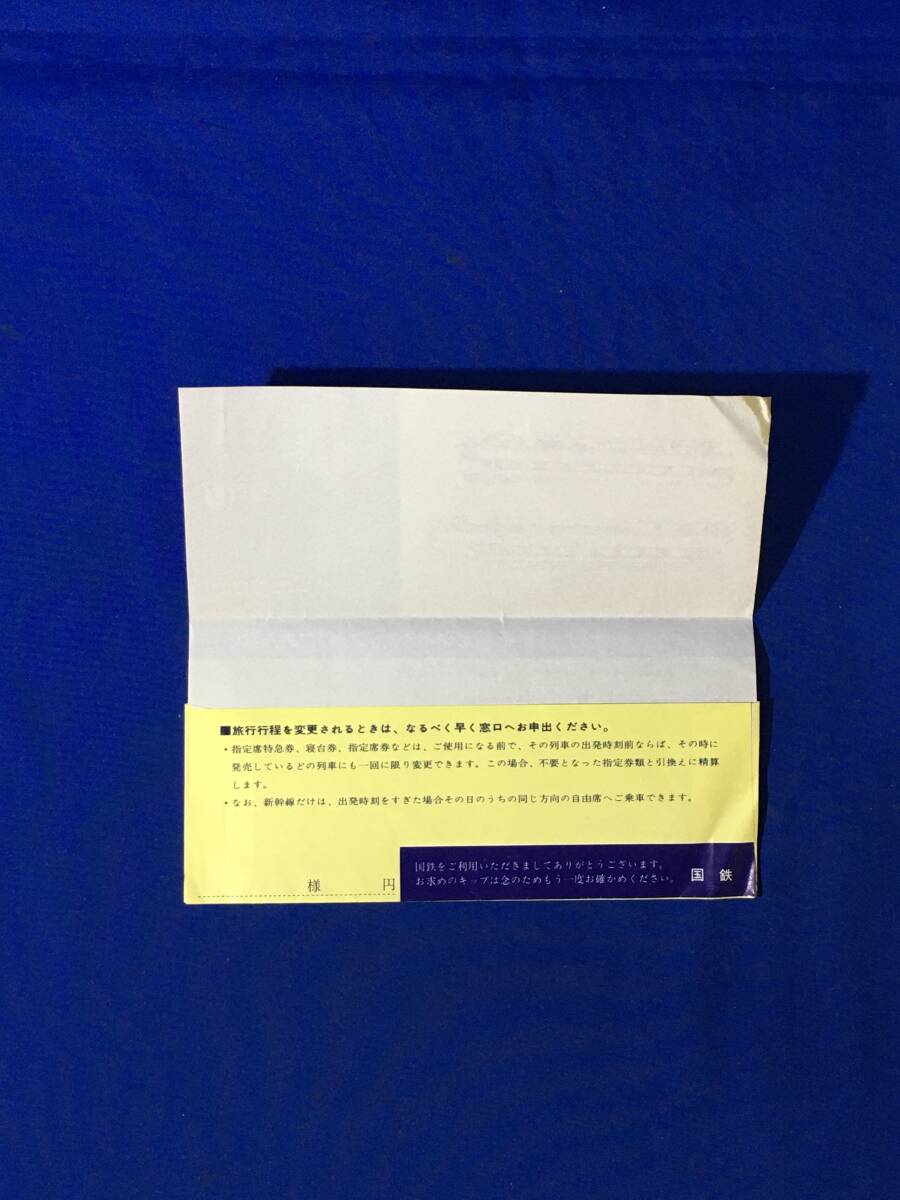 ■旅行行程を変更されるときは、なるべく早く窓口へお申出ください。
・指定席特急券、寝台券、指定席券などは、ご使用になる前で、その列車の出発時刻前ならば、その時に
発売しているどの列車にも一回に限り変更できます。この場合、不要となった指定券類と引換えに精算
します。
・なお、新幹線だけは、出発時刻をすぎた場合その日のうちの同じ方向の自由席へご乗車できます。
国鉄をご利用いただきましてありがとうございます。
お求めのキップは念のためもう一度お確かめください。
国鉄
様 円